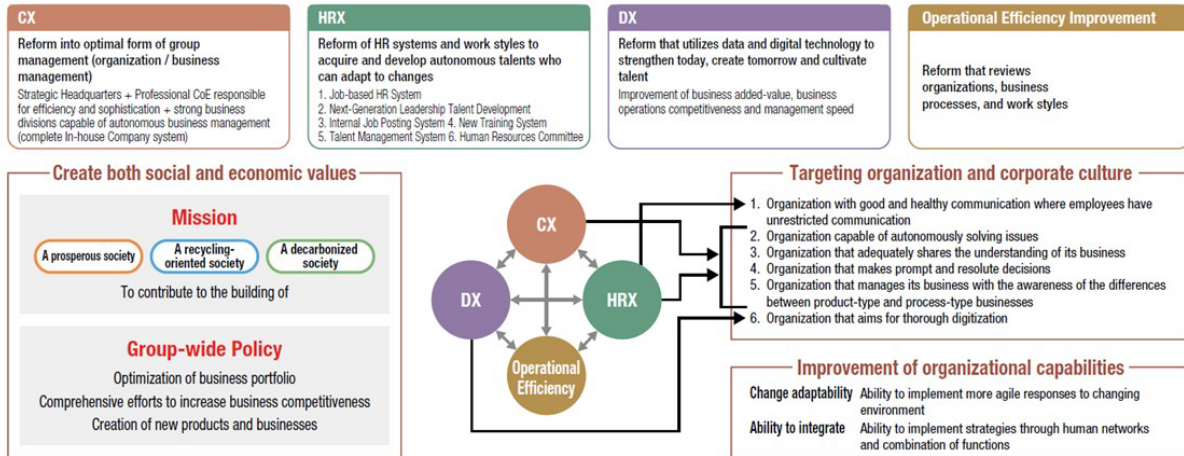 CX
Reform into optimal form of group
management (organization / business
management)
Strategic Headquarters + Professional CoE responsible
for efficiency and sophistication + strong business
divisions capable of autonomous business management
(complete In-house Company system)
HRX
Reform of HR systems and work styles to
acquire and develop autonomous talents who
can adapt to changes
1. Job-based HR System
2. Next-Generation Leadership Talent Development
3. Internal Job Posting System 4. New Training System
5. Talent Management System 6. Human Resources Committee
DX
Reform that utilizes data and digital technology to
strengthen today, create tomorrow and cultivate
talent
Improvement of business added-value, business
operations competitiveness and management speed
Operational Efficiency Improvement
Reform that reviews
organizations, business
processes, and work styles
Create both social and economic values
Mission
A prosperous society
A recycling-
oriented society
A decarbonized
society
To contribute to the building of
Group-wide Policy
Optimization of business portfolio
Comprehensive efforts to increase business competitiveness
Creation of new products and businesses
CX
DX
HRX
Operational
Efficiency
Targeting organization and corporate culture
1. Organization with good and healthy communication where employees have
unrestricted communication
2. Organization capable of autonomously solving issues
3. Organization that adequately shares the understanding of its business
4. Organization that makes prompt and resolute decisions
5. Organization that manages its business with the awareness of the differences
between product-type and process-type businesses
6. Organization that aims for thorough digitization
Improvement of organizational capabilities
Change adaptability Ability to implement more agile responses to changing
environment
Ability to integrate Ability to implement strategies through human networks
and combination of functions